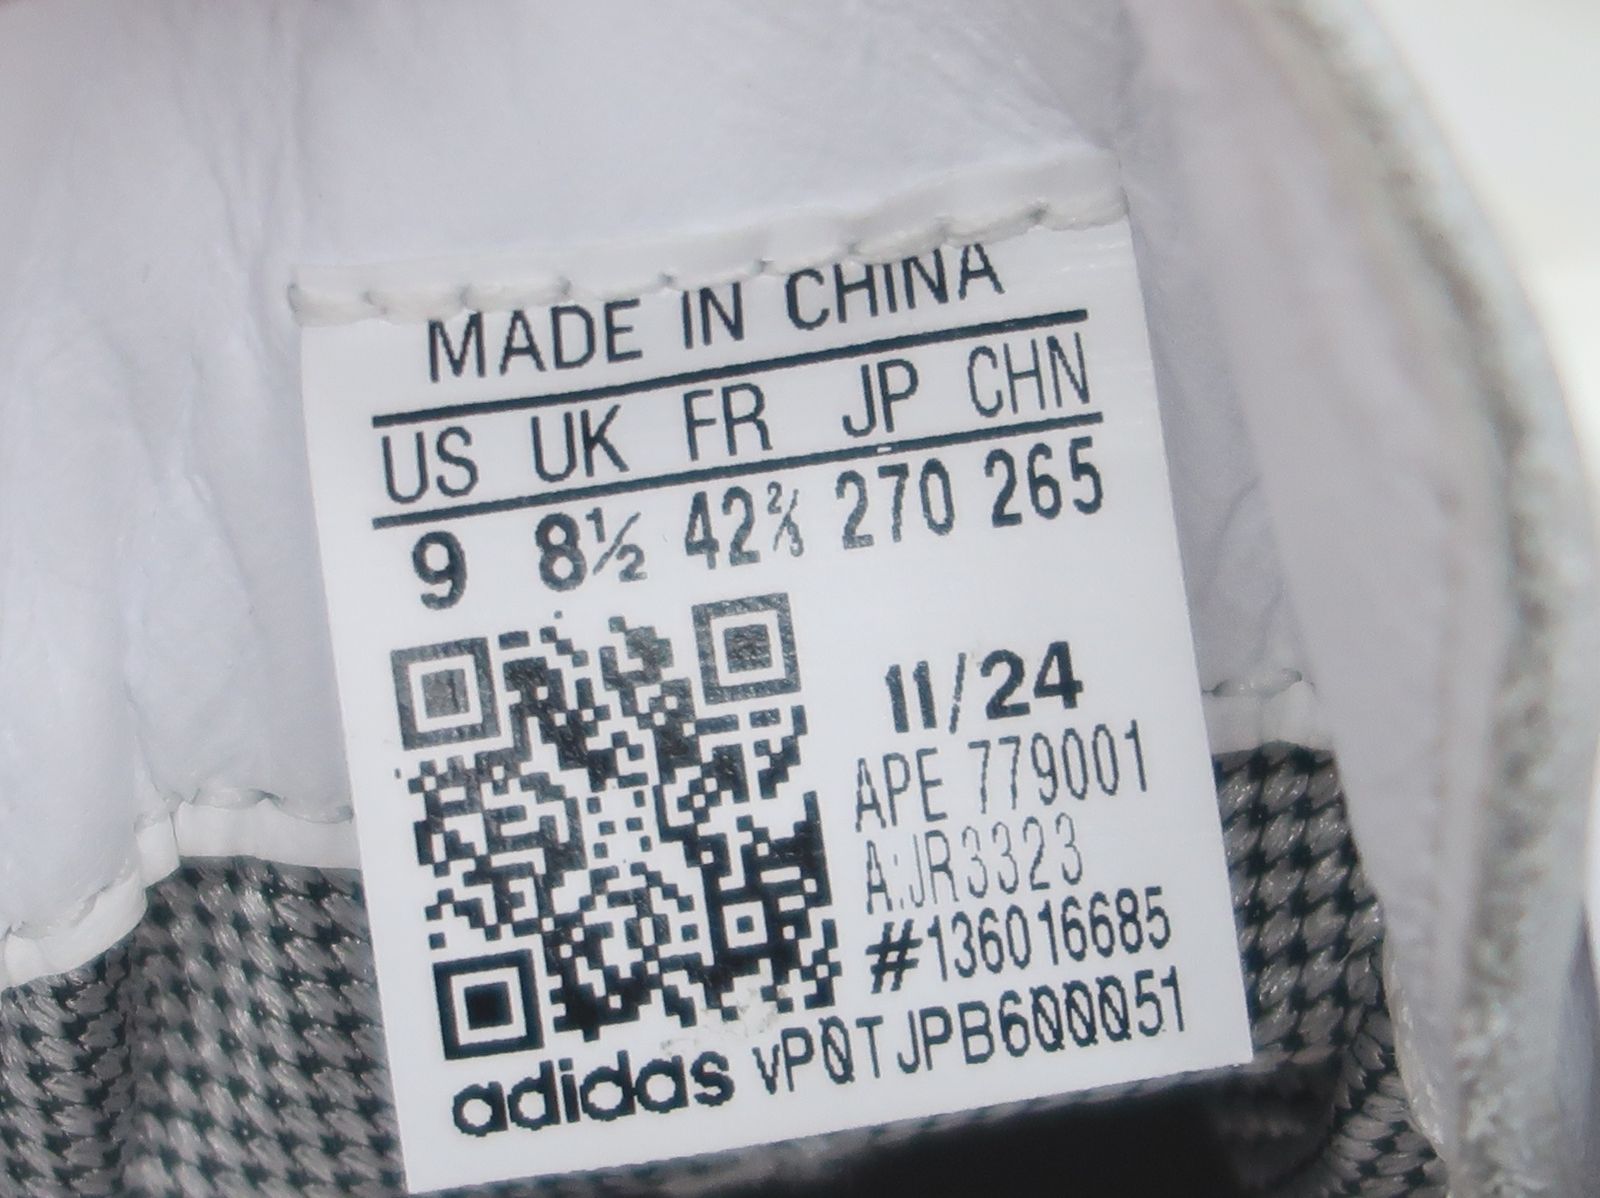 MADE IN CHINA
US UK FR JP CHN
9 8½ 42⅔ 270 265
11/24
APE 779001
A:JR3323
#136016685
adidas vP0TJPB600051